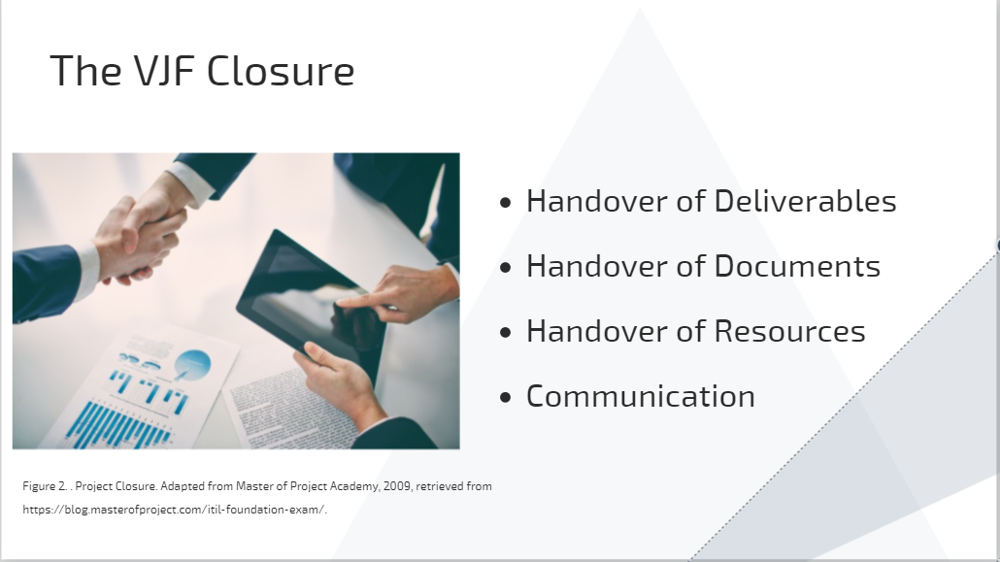 The VJF Closure
• Handover of Deliverables
• Handover of Documents
• Handover of Resources
• Communication
Figure 2. . Project Closure. Adapted from Master of Project Academy, 2009, retrieved from
https://blog.masterofproject.com/itil-foundation-exam/.